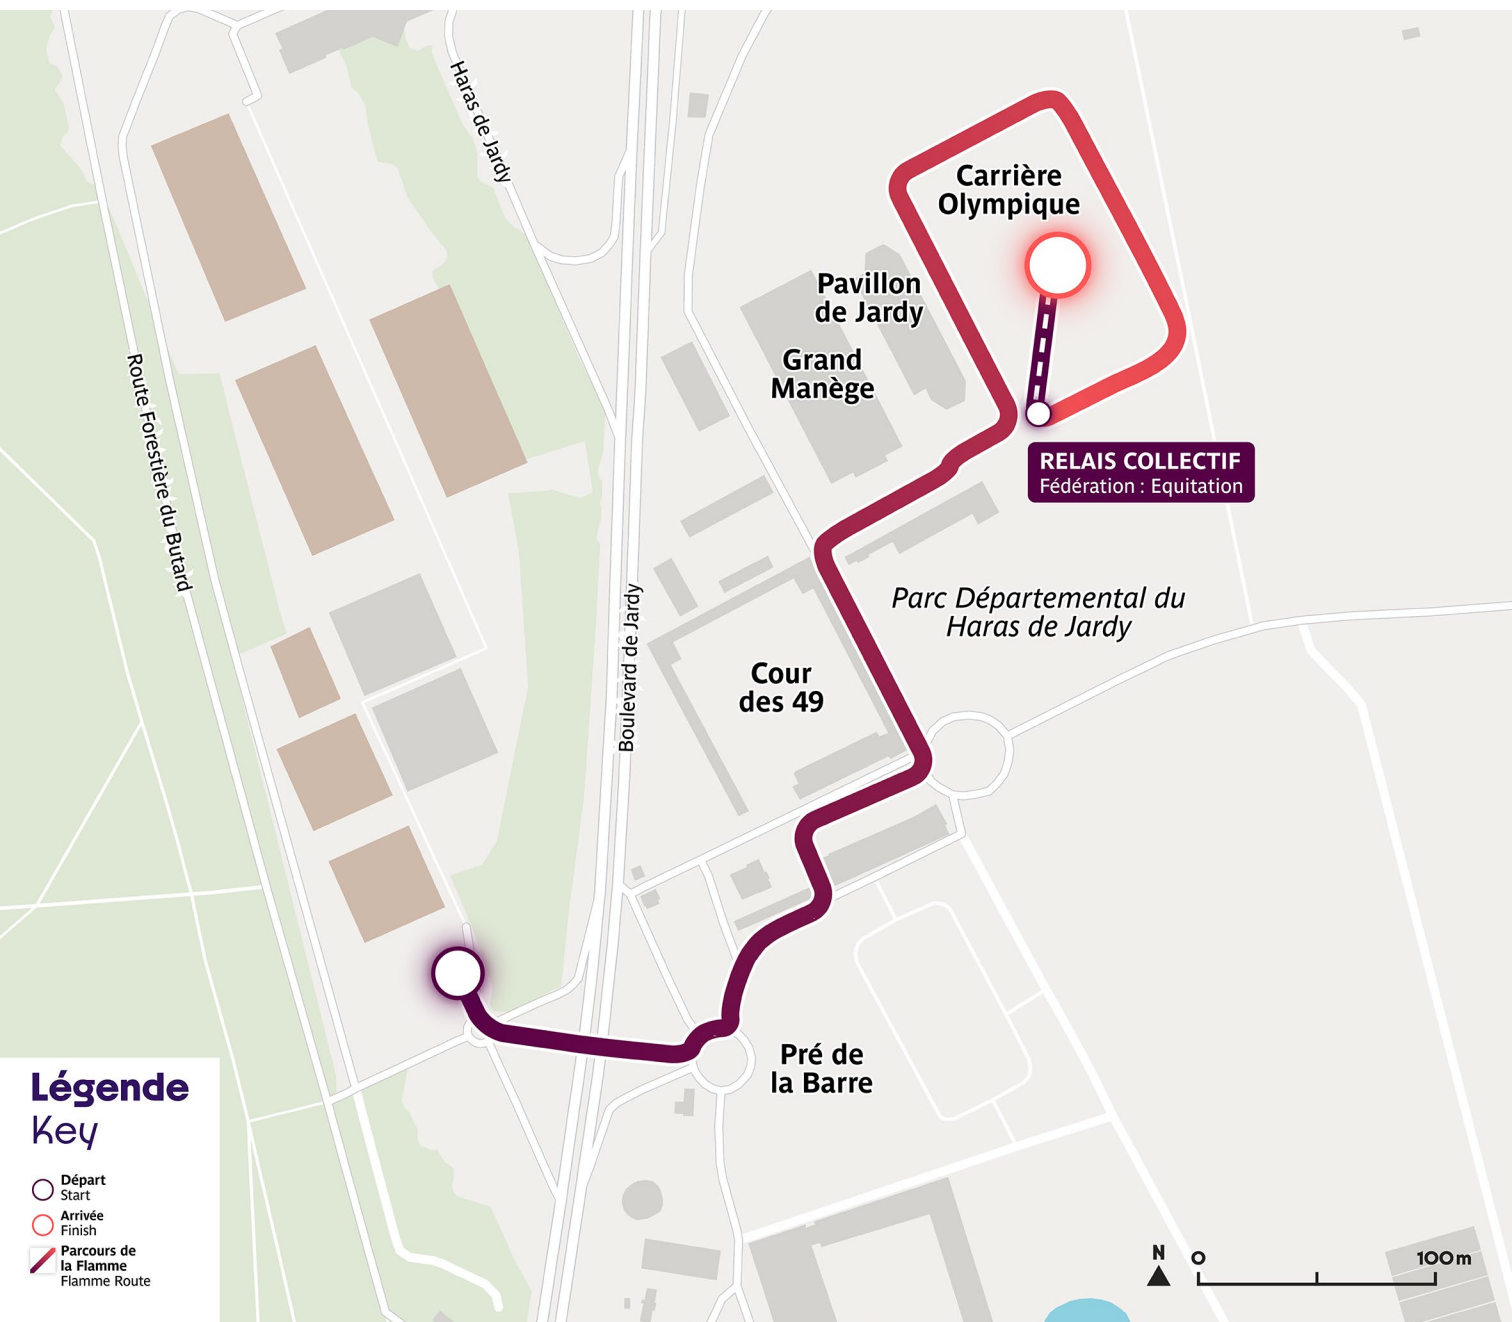 Haras de Jardy
Carrière
Olympique
Pavillon
de Jardy
Grand
Manège
RELAIS COLLECTIF
Fédération : Equitation
Route Forestière du Butard
Boulevard de Jardy
Parc Départemental du
Haras de Jardy
Cour
des 49
Pré de
la Barre
Légende
Key
Départ
Start
Arrivée
Finish
Parcours de
la Flamme
Flamme Route
N
0
100m